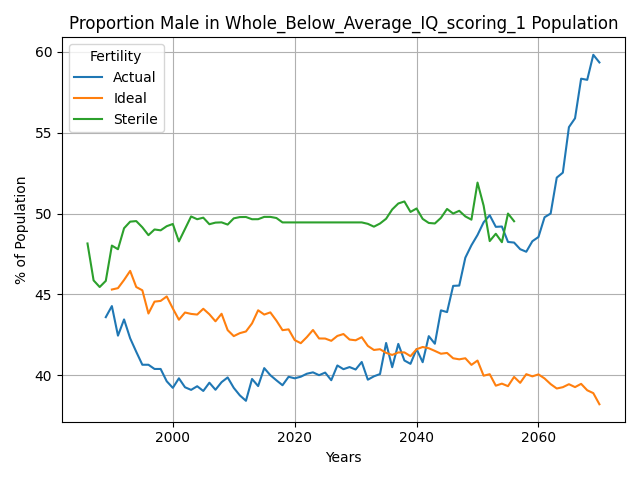 Proportion Male in Whole_Below_Average_IQ_scoring_1 Population
Fertility
Actual
Ideal
Sterile
% of Population
60
55
50
45
40
2000
2020
2040
2060
Years